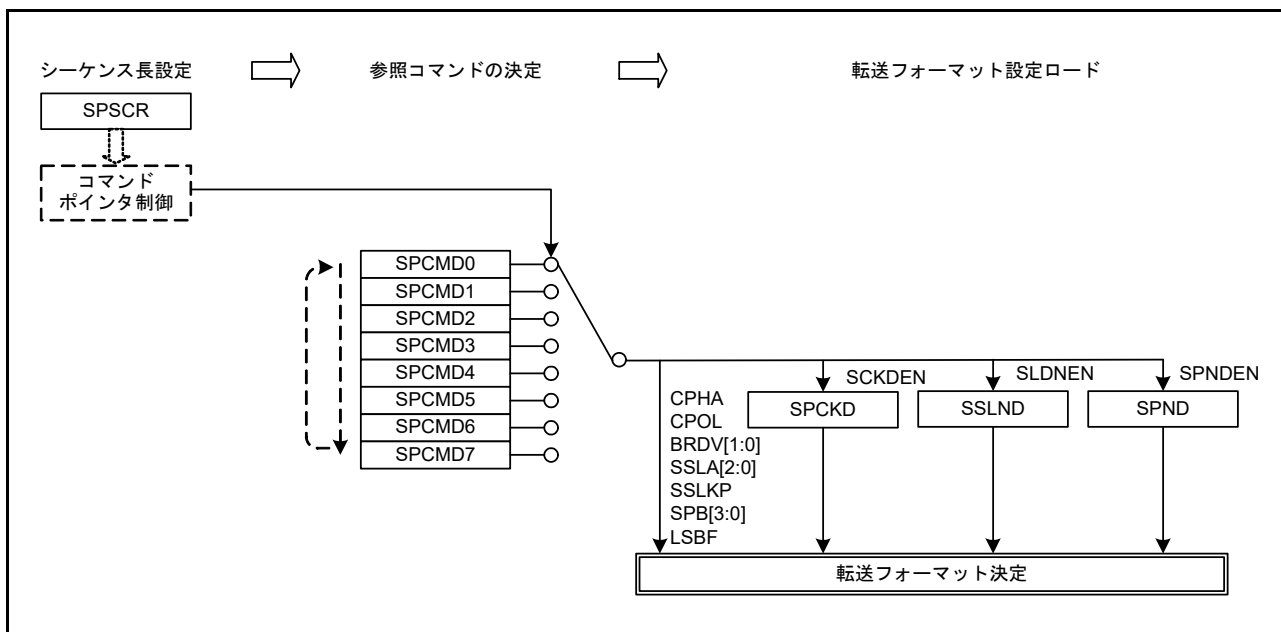 シーケンス長設定
参照コマンドの決定
転送フォーマット設定ロード
SPSCR
コマンド
ポインタ制御
SPCMD0
SPCMD1
SPCMD2
SPCMD3
SPCMD4
SPCMD5
SPCMD6
SPCMD7
CPHA
CPOL
BRDV[1:0]
SSLA[2:0]
SSLKP
SPB[3:0]
LSBF
SCKDEN
SPCKD
SLDNEN
SSLND
SPNDEN
SPND
転送フォーマット決定